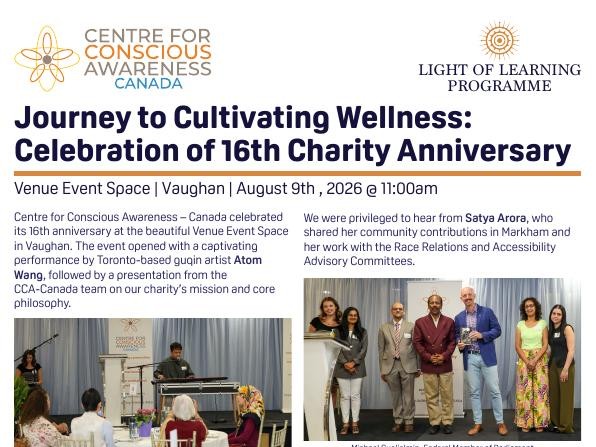 CENTRE FOR
CONSCIOUS
AWARENESS
CANADA
LIGHT OF LEARNING
PROGRAMME
Journey to Cultivating Wellness:
Celebration of 16th Charity Anniversary
Venue Event Space | Vaughan | August 9th , 2026 @ 11:00am
Centre for Conscious Awareness – Canada celebrated
its 16th anniversary at the beautiful Venue Event Space
in Vaughan. The event opened with a captivating
performance by Toronto-based guqin artist Atom
Wang, followed by a presentation from the
CCA-Canada team on our charity's mission and core
philosophy.
We were privileged to hear from Satya Arora, who
shared her community contributions in Markham and
her work with the Race Relations and Accessibility
Advisory Committees.
CENTRE FOR
CONSCIOUS
AWARENESS
CANADA